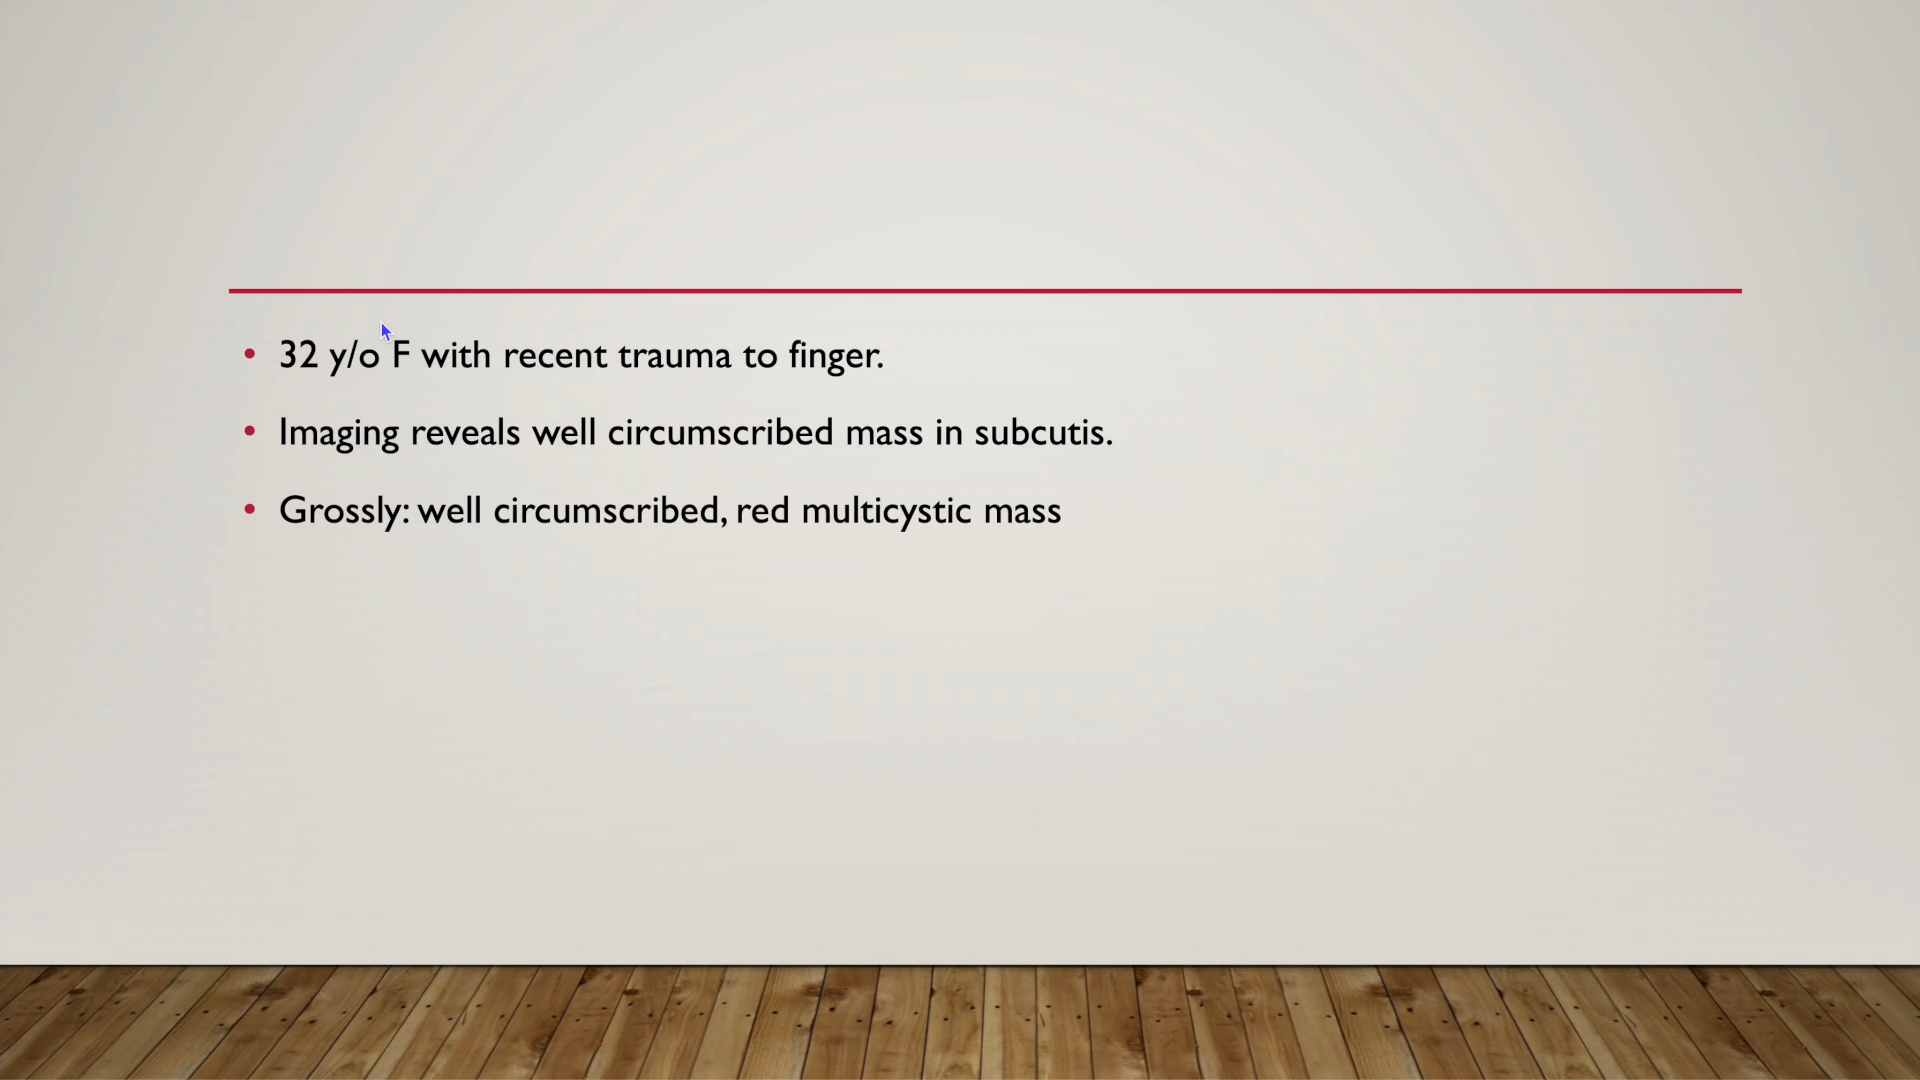 • 32 y/o F with recent trauma to finger.
• Imaging reveals well circumscribed mass in subcutis.
• Grossly: well circumscribed, red multicystic mass